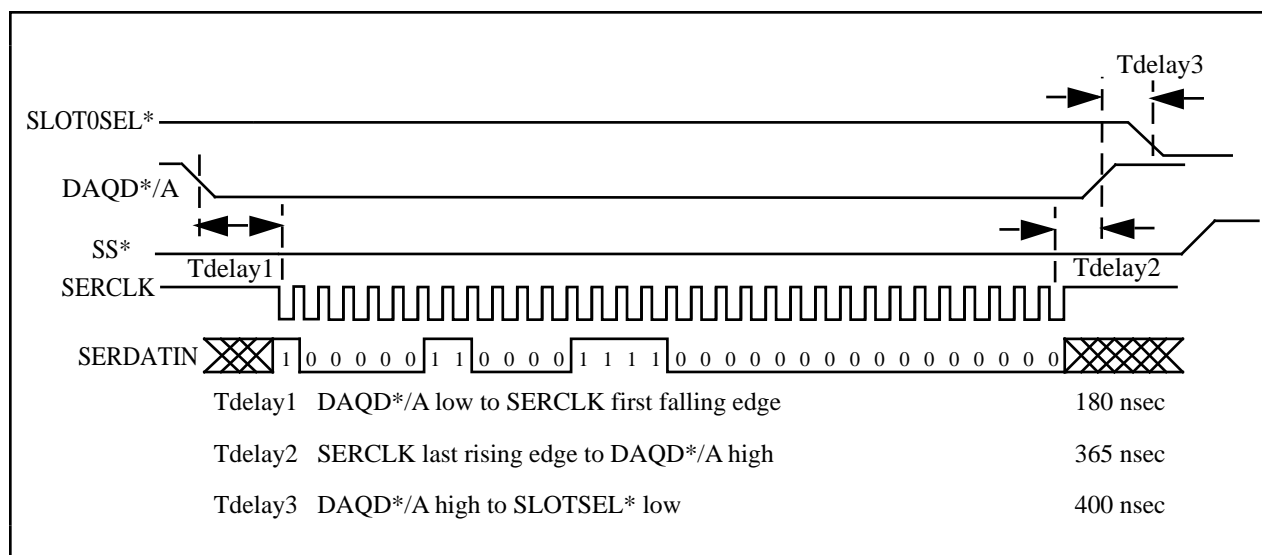 Tdelay3
SLOT0SEL*
DAQD*/A
SS*
Tdelay1 Tdelay2
SERCLK
SERDATIN 1 0 0 0 0 0 1 1 0 0 0 0 1 1 1 1 0 0 0 0 0 0 0 0 0 0 0 0 0 0 0 0
Tdelay1 DAQD*/A low to SERCLK first falling edge 180 nsec
Tdelay2 SERCLK last rising edge to DAQD*/A high 365 nsec
Tdelay3 DAQD*/A high to SLOTSEL* low 400 nsec